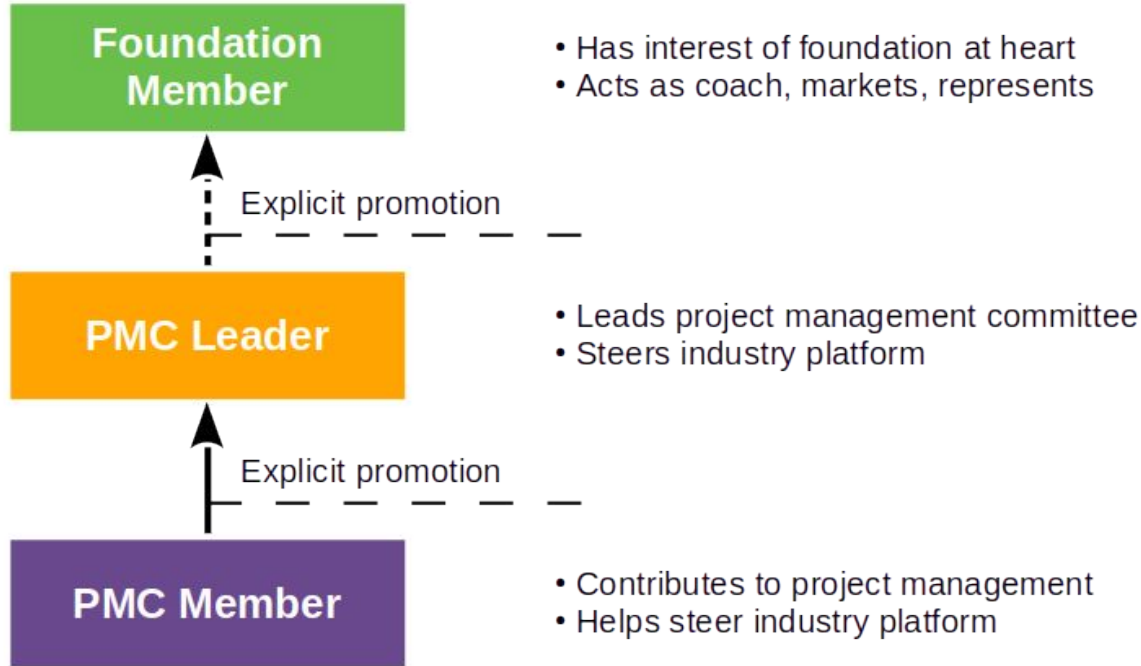 Foundation
Member
• Has interest of foundation at heart
• Acts as coach, markets, represents
Explicit promotion
PMC Leader
• Leads project management committee
• Steers industry platform
Explicit promotion
PMC Member
• Contributes to project management
• Helps steer industry platform